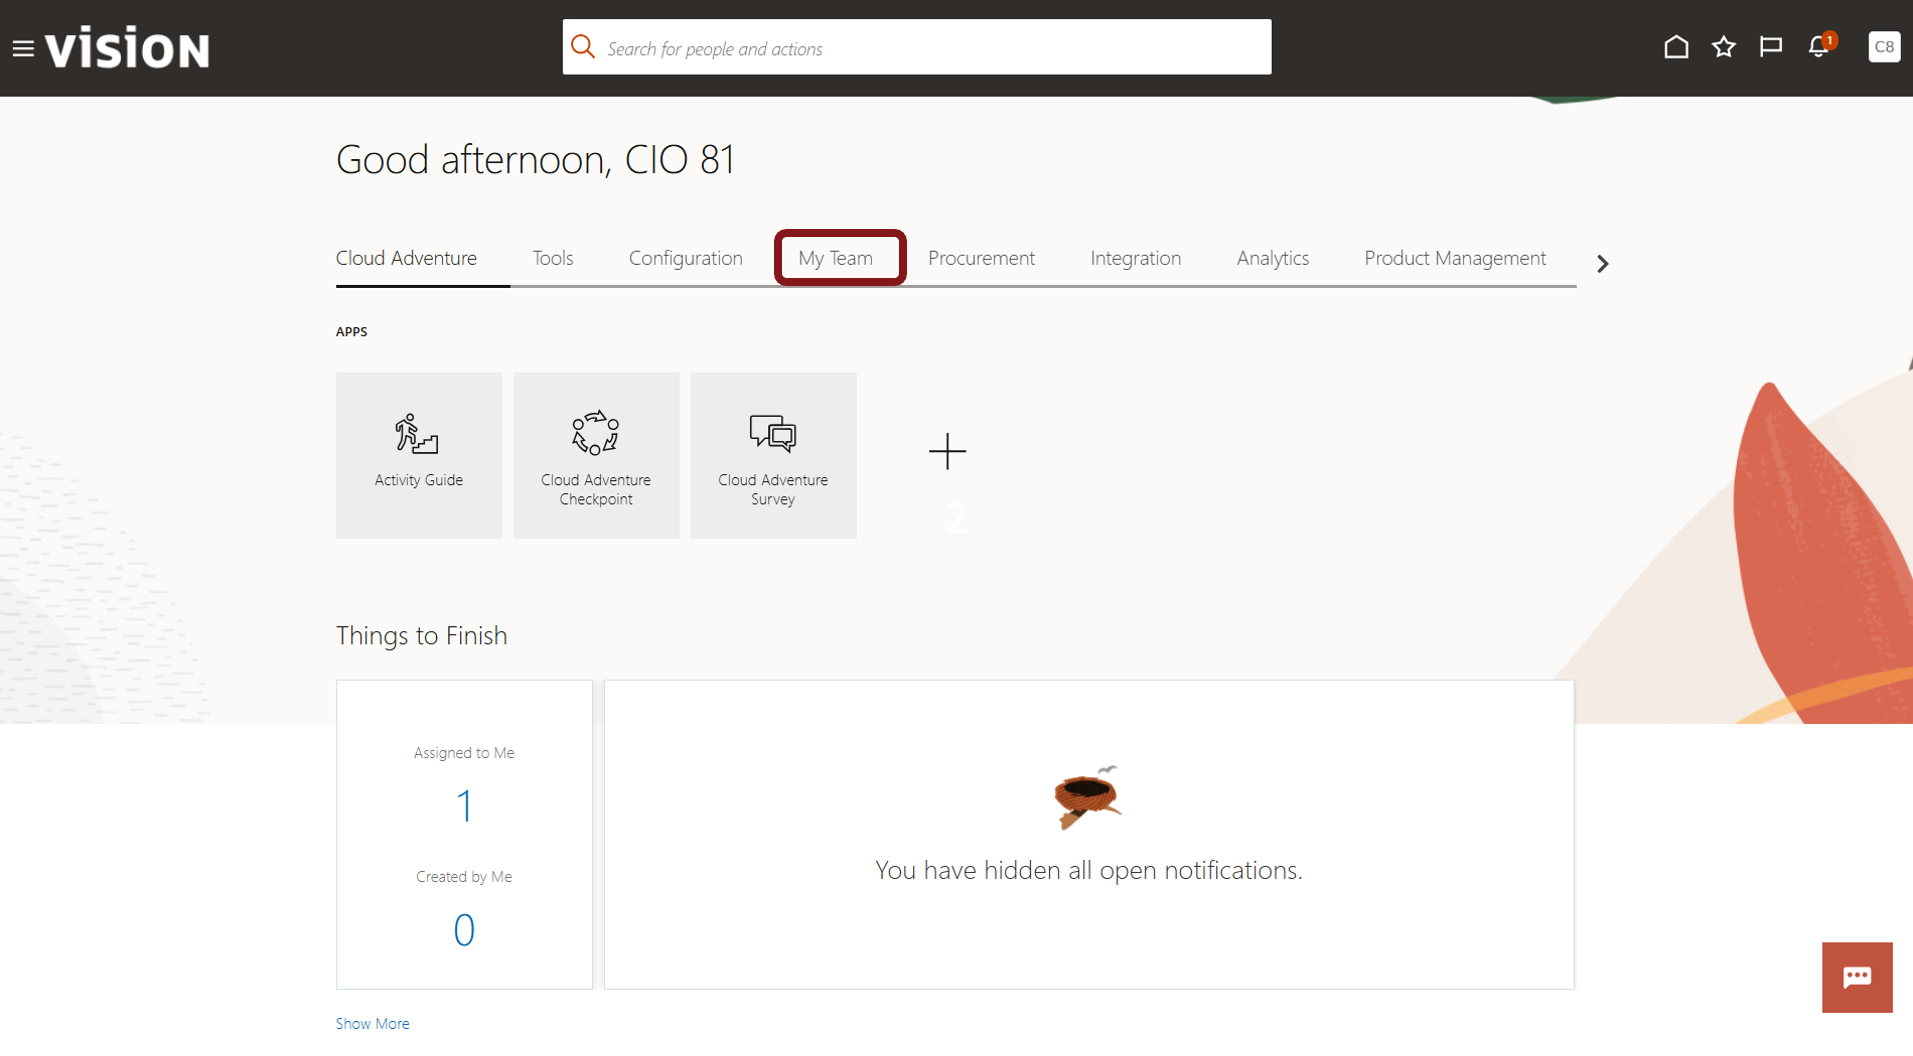 vision
Search for people and actions
1
C8
Good afternoon, CIO 81
Cloud Adventure
Tools
Configuration
My Team
Procurement
Integration
Analytics
Product Management
APPS
Activity Guide
Cloud Adventure
Checkpoint
Cloud Adventure
Survey
2
Things to Finish
Assigned to Me
1
Created by Me
0
You have hidden all open notifications.
Show More